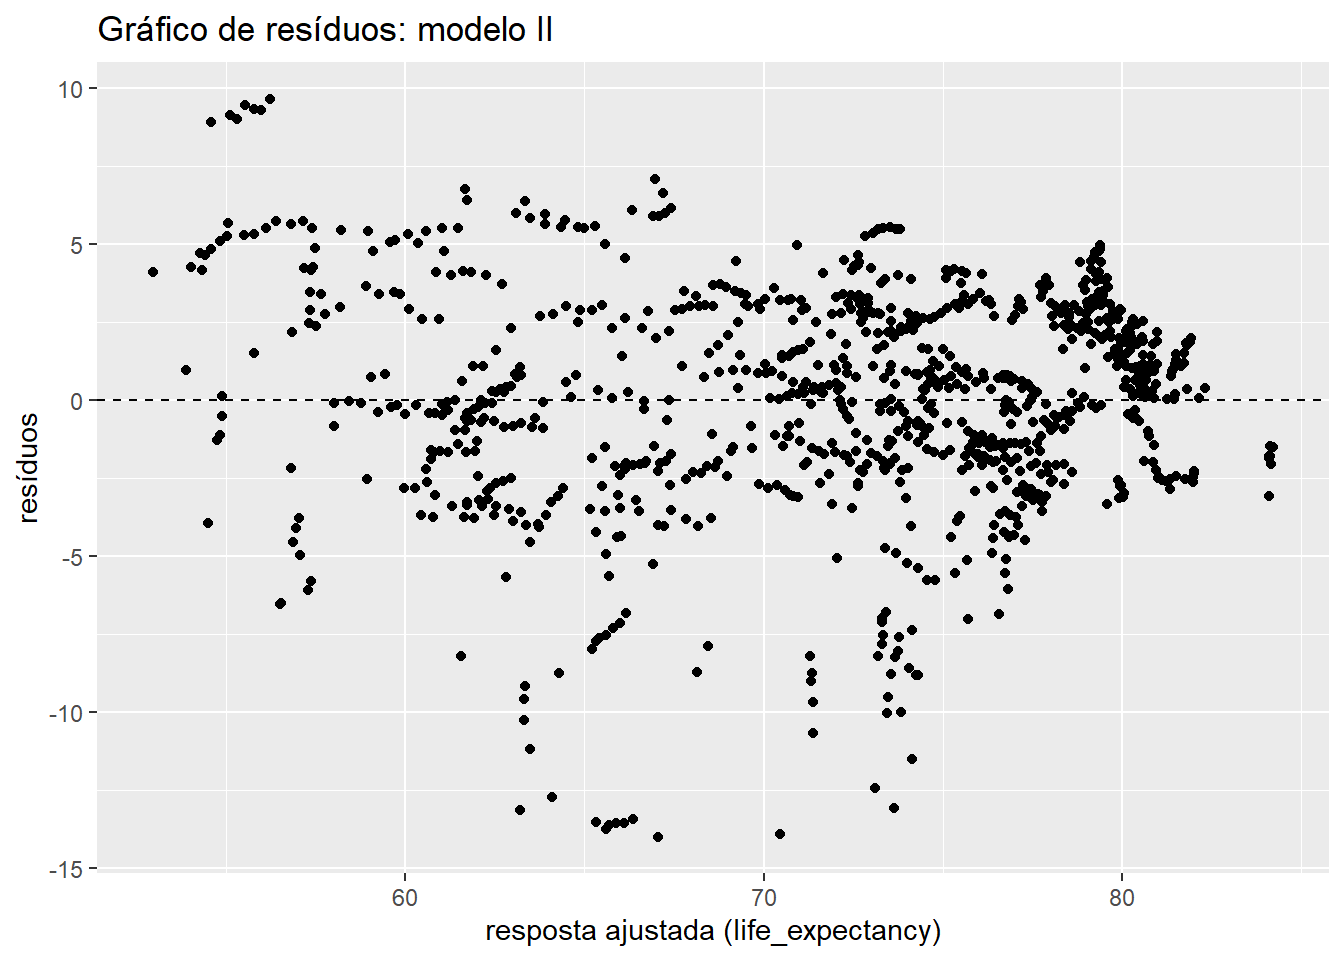 Gráfico de resíduos: modelo II
10
5
0
-5
-10
-15
resíduos
60 70 80
resposta ajustada (life_expectancy)